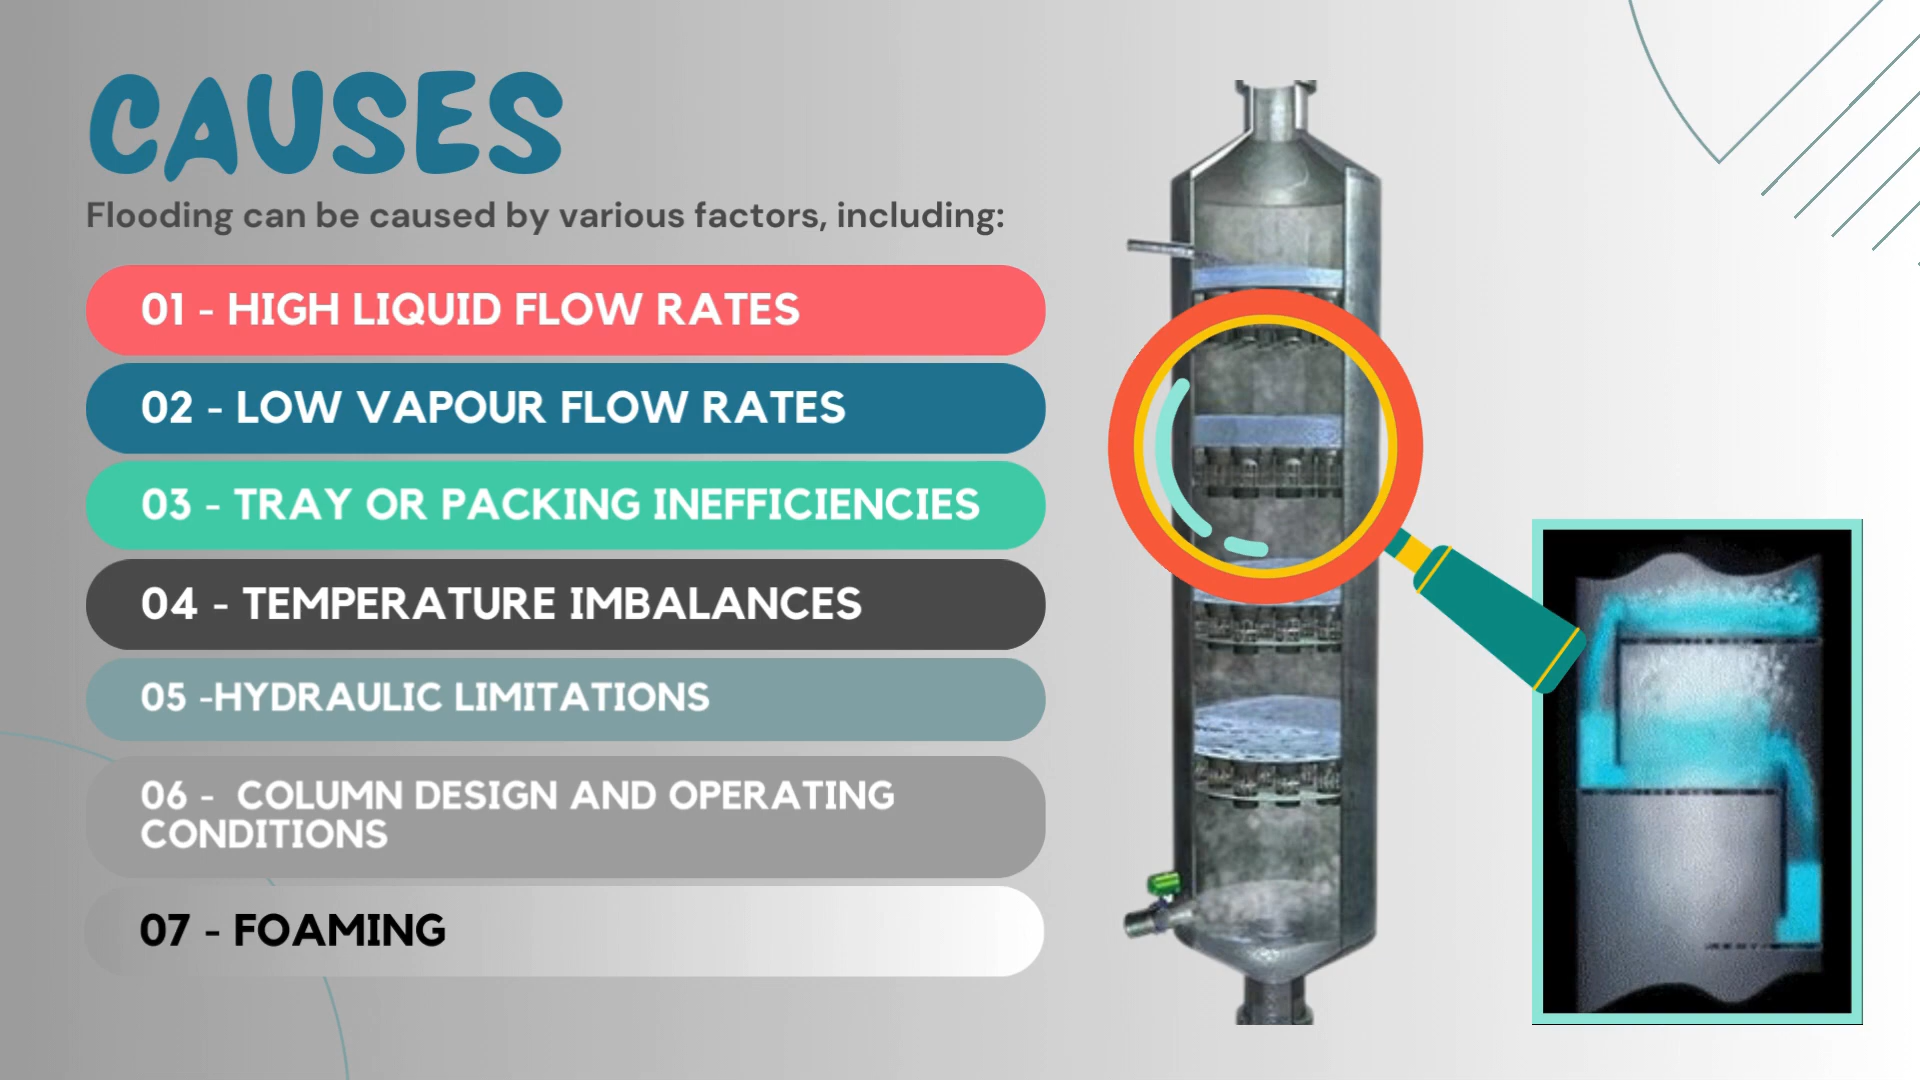 CAUSES
Flooding can be caused by various factors, including:
01 - HIGH LIQUID FLOW RATES
02 - LOW VAPOUR FLOW RATES
03 - TRAY OR PACKING INEFFICIENCIES
04 - TEMPERATURE IMBALANCES
05 -HYDRAULIC LIMITATIONS
06 -  COLUMN DESIGN AND OPERATING
CONDITIONS
07 - FOAMING